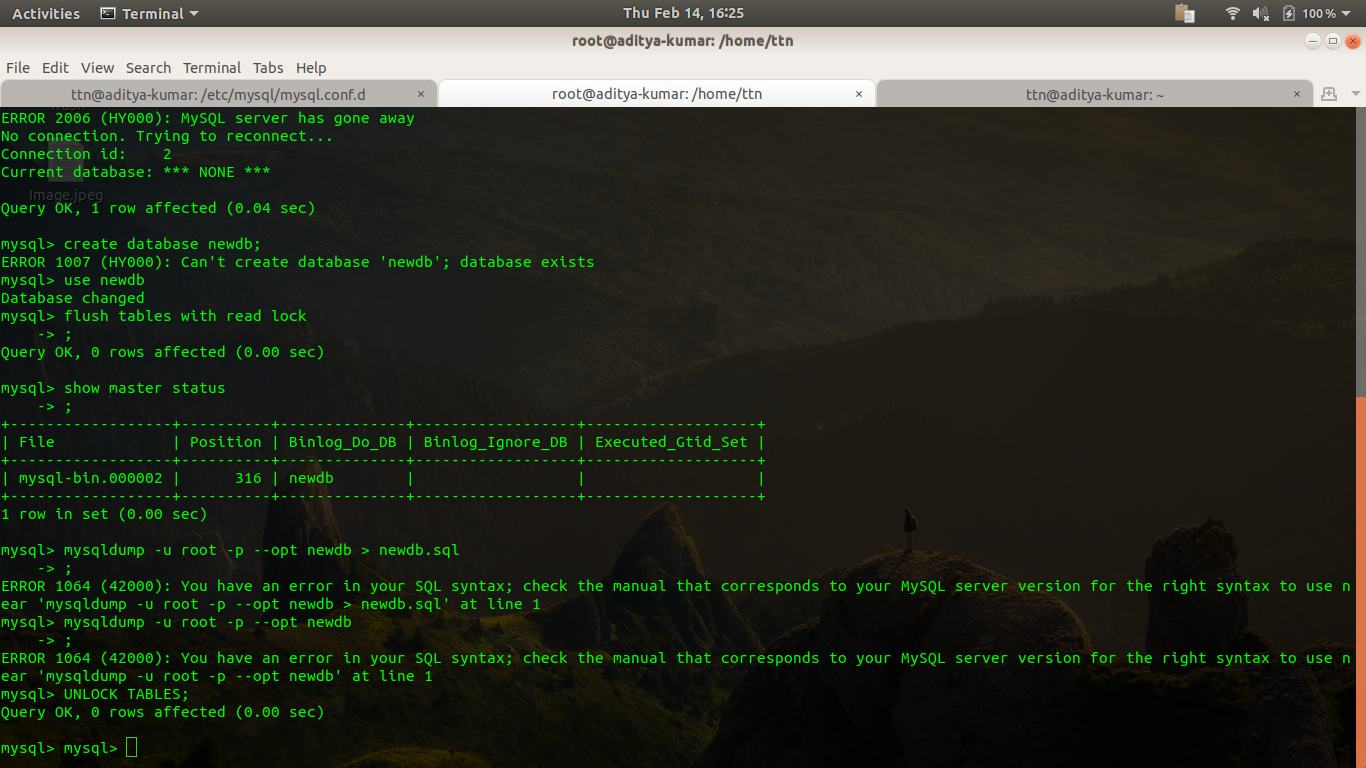 Activities Terminal Thu Feb 14, 16:25 100%
root@aditya-kumar: /home/ttn
File Edit View Search Terminal Tabs Help
ttn@aditya-kumar: /etc/mysql/mysql.conf.d × root@aditya-kumar: /home/ttn × ttn@aditya-kumar: ~ ×
ERROR 2006 (HY000): MySQL server has gone away
No connection. Trying to reconnect...
Connection id:    2
Current database: *** NONE ***
Image.jpeg
Query OK, 1 row affected (0.04 sec)
mysql> create database newdb;
ERROR 1007 (HY000): Can't create database 'newdb'; database exists
mysql> use newdb
Database changed
mysql> flush tables with read lock
    -> ;
Query OK, 0 rows affected (0.00 sec)
mysql> show master status
    -> ;
+------------------+----------+--------------+------------------+-------------------+
| File             | Position | Binlog_Do_DB | Binlog_Ignore_DB | Executed_Gtid_Set |
+------------------+----------+--------------+------------------+-------------------+
| mysql-bin.000002 |      316 | newdb        |                  |                   |
+------------------+----------+--------------+------------------+-------------------+
1 row in set (0.00 sec)
mysql> mysqldump -u root -p --opt newdb > newdb.sql
    -> ;
ERROR 1064 (42000): You have an error in your SQL syntax; check the manual that corresponds to your MySQL server version for the right syntax to use n
ear 'mysqldump -u root -p --opt newdb > newdb.sql' at line 1
mysql> mysqldump -u root -p --opt newdb
    -> ;
ERROR 1064 (42000): You have an error in your SQL syntax; check the manual that corresponds to your MySQL server version for the right syntax to use n
ear 'mysqldump -u root -p --opt newdb' at line 1
mysql> UNLOCK TABLES;
Query OK, 0 rows affected (0.00 sec)
mysql> mysql>